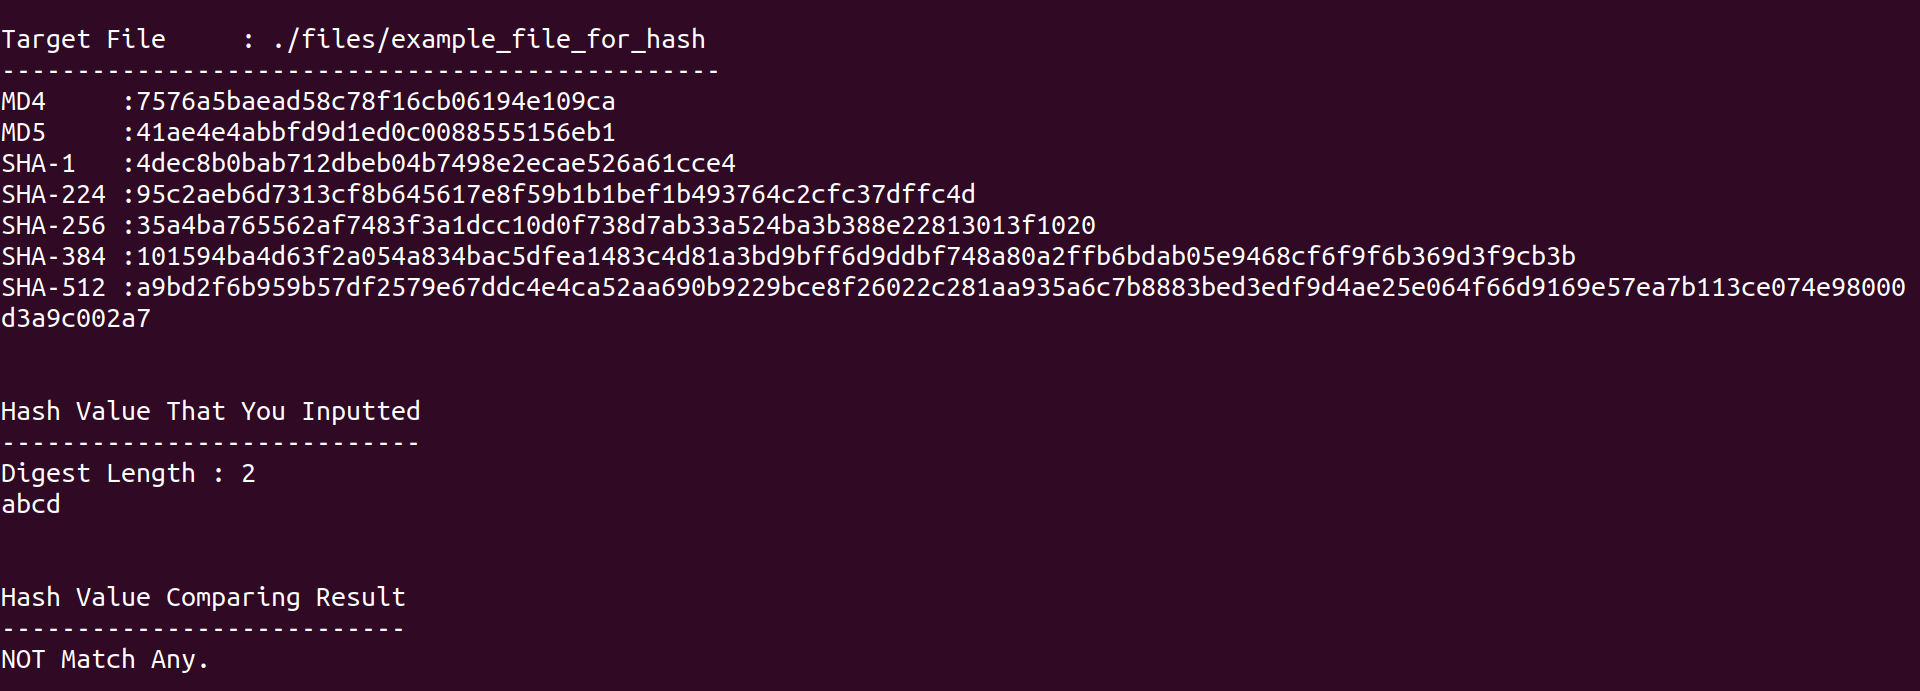 Target File     : ./files/example_file_for_hash
------------------------------------------------
MD4     :7576a5baead58c78f16cb06194e109ca
MD5     :41ae4e4abbfd9d1ed0c0088555156eb1
SHA-1   :4dec8b0bab712dbeb04b7498e2ecae526a61cce4
SHA-224 :95c2aeb6d7313cf8b645617e8f59b1b1bef1b493764c2cfc37dffc4d
SHA-256 :35a4ba765562af7483f3a1dcc10d0f738d7ab33a524ba3b388e22813013f1020
SHA-384 :101594ba4d63f2a054a834bac5dfea1483c4d81a3bd9bff6d9ddbf748a80a2ffb6bdab05e9468cf6f9f6b369d3f9cb3b
SHA-512 :a9bd2f6b959b57df2579e67ddc4e4ca52aa690b9229bce8f26022c281aa935a6c7b8883bed3edf9d4ae25e064f66d9169e57ea7b113ce074e98000
d3a9c002a7
Hash Value That You Inputted
----------------------------
Digest Length : 2
abcd
Hash Value Comparing Result
---------------------------
NOT Match Any.